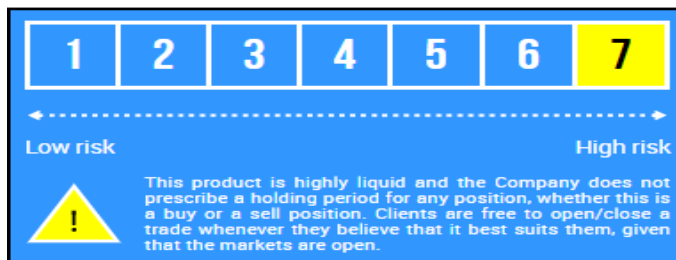 1 2 3 4 5 6 7
Low risk High risk
!
This product is highly liquid and the Company does not
prescribe a holding period for any position, whether this is
a buy or a sell position. Clients are free to open/close a
trade whenever they believe that it best suits them, given
that the markets are open.